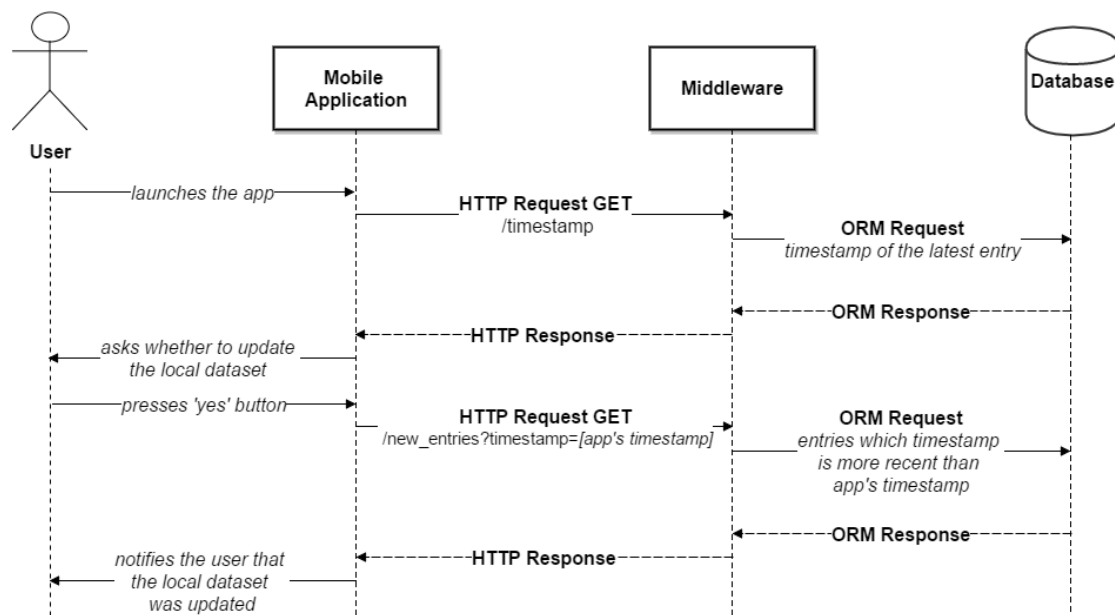 Mobile
Application
Middleware
Database
User
launches the app
HTTP Request GET
/timestamp
ORM Request
timestamp of the latest entry
ORM Response
HTTP Response
asks whether to update
the local dataset
presses 'yes' button
HTTP Request GET
/new_entries?timestamp=[app's timestamp]
ORM Request
entries which timestamp
is more recent than
app's timestamp
ORM Response
HTTP Response
notifies the user that
the local dataset
was updated